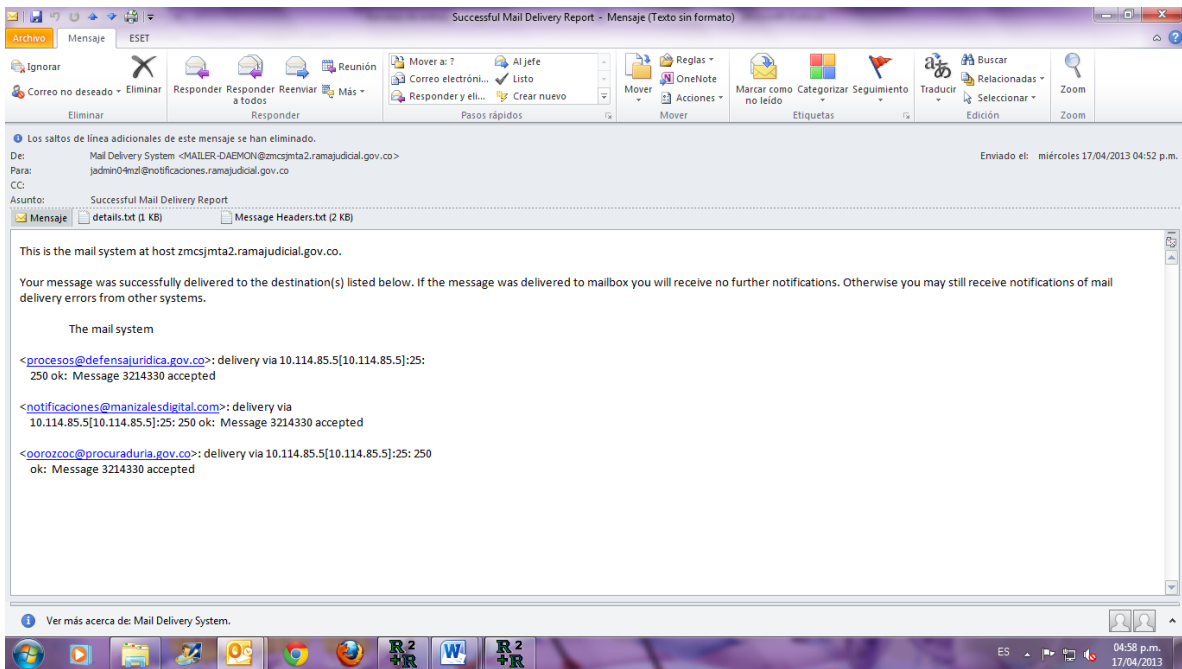 Successful Mail Delivery Report - Mensaje (Texto sin formato)
Archivo Mensaje ESET
Ignorar
Correo no deseado
Eliminar
Eliminar
Responder Responder a todos Reenviar
Reunión
Más
Responder
Mover a: ?
Correo electróni...
Responder y eli...
Al jefe
Listo
Crear nuevo
Pasos rápidos
Mover
Reglas
OneNote
Acciones
Mover
Marcar como no leído
Categorizar Seguimiento
Etiquetas
Traducir
Buscar
Relacionadas
Seleccionar
Edición
Zoom
Zoom
Los saltos de línea adicionales de este mensaje se han eliminado.
De: Mail Delivery System <MAILER-DAEMON@zmcsjmta2.ramajudicial.gov.co> Enviado el: miércoles 17/04/2013 04:52 p.m.
Para: jadmin04mzl@notificaciones.ramajudicial.gov.co
CC:
Asunto: Successful Mail Delivery Report
Mensaje details.txt (1 KB) Message Headers.txt (2 KB)
This is the mail system at host zmcsjmta2.ramajudicial.gov.co.
Your message was successfully delivered to the destination(s) listed below. If the message was delivered to mailbox you will receive no further notifications. Otherwise you may still receive notifications of mail
delivery errors from other systems.
The mail system
<procesos@defensajuridica.gov.co>: delivery via 10.114.85.5[10.114.85.5]:25:
250 ok: Message 3214330 accepted
<notificaciones@manizalesdigital.com>: delivery via
10.114.85.5[10.114.85.5]:25: 250 ok: Message 3214330 accepted
<oorozcoc@procuraduria.gov.co>: delivery via 10.114.85.5[10.114.85.5]:25: 250
ok: Message 3214330 accepted
Ver más acerca de: Mail Delivery System.
R2+R W R2+R
ES 04:58 p.m.
17/04/2013